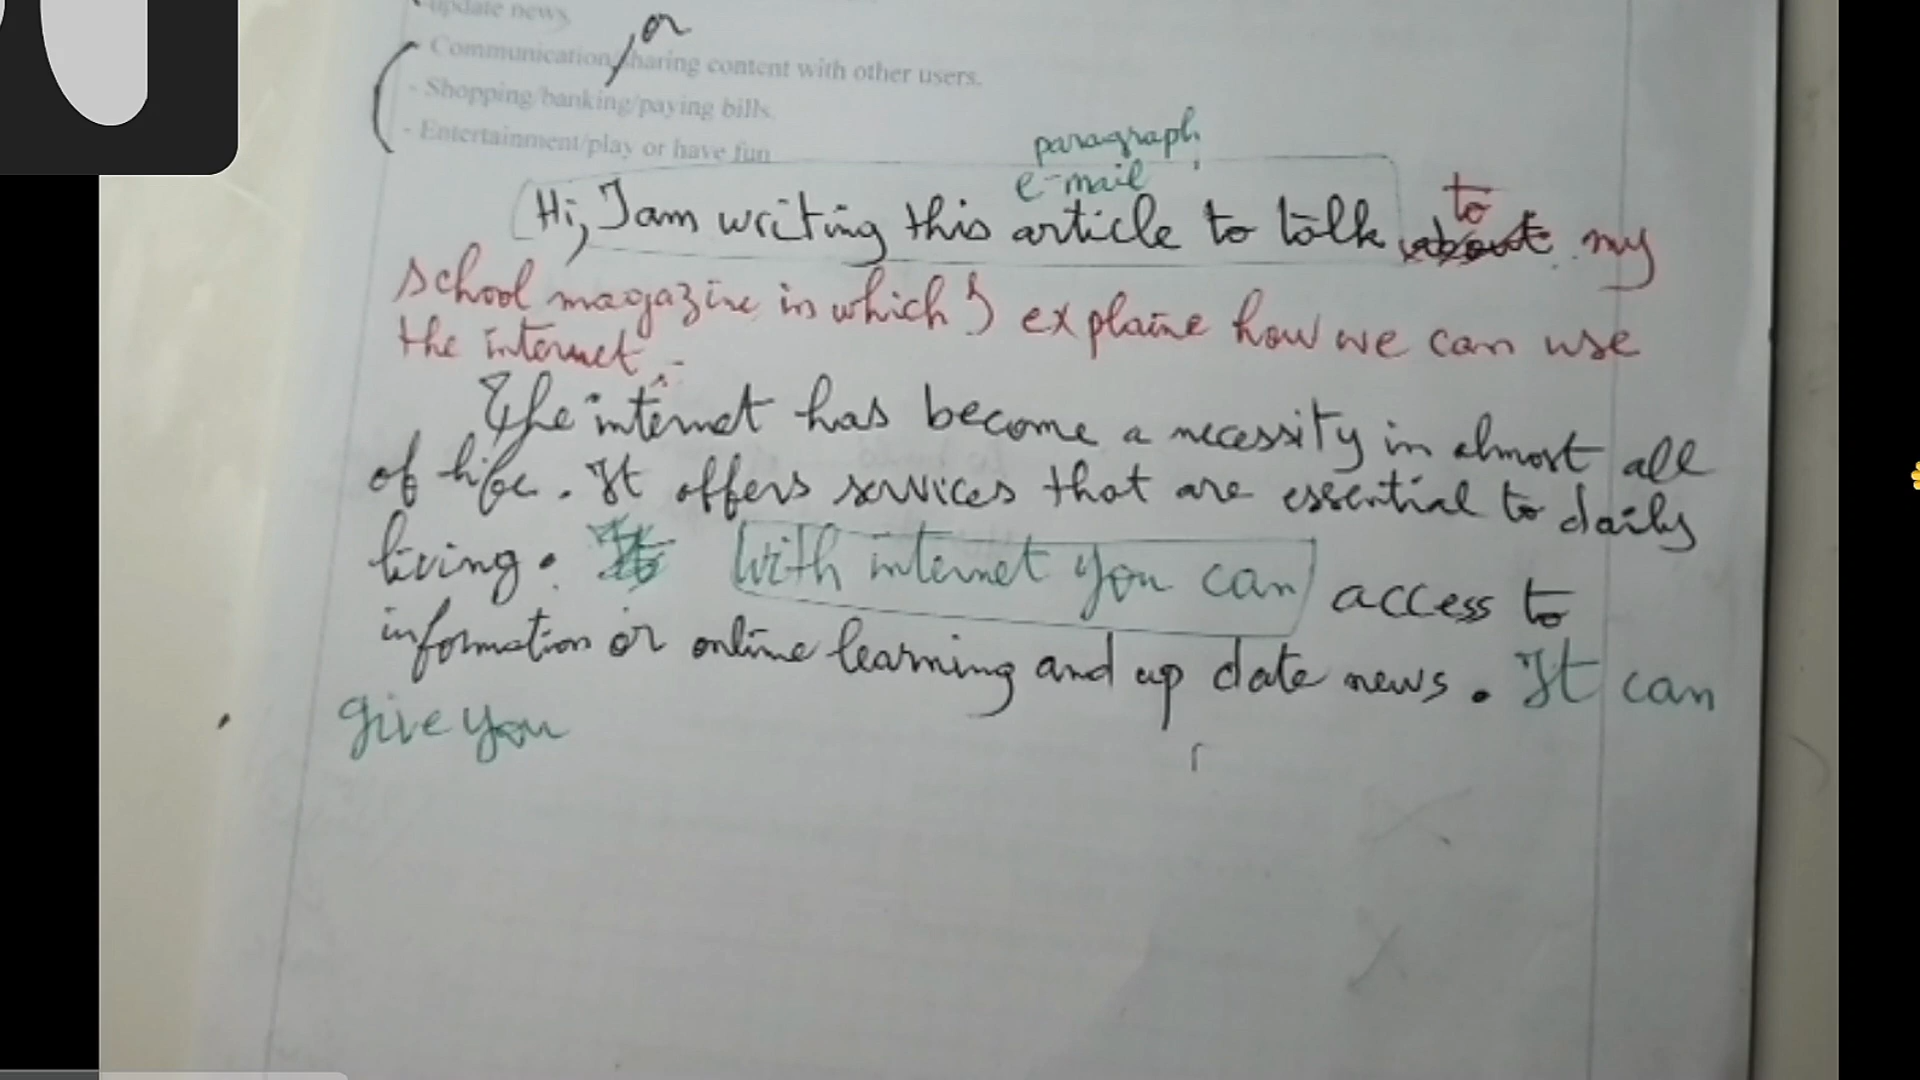 update news
or
- Communication/sharing content with other users.
- Shopping/banking/paying bills.
- Entertainment/play or have fun
paragraph
e-mail
to
Hi, I am writing this article to talk about my
school magazine in which I explaine how we can use
the internet.
The internet has become a necessity in almost all
of life. It offers services that are essential to daily
living. It With internet you can access to
information or online learning and up date news. It can
give you